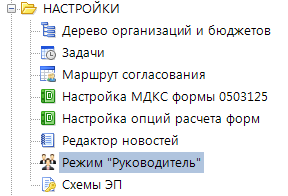 НАСТРОЙКИ
Дерево организаций и бюджетов
Задачи
Маршрут согласования
Настройка МДКС формы 0503125
Настройка опций расчета форм
Редактор новостей
Режим "Руководитель"
Схемы ЭП